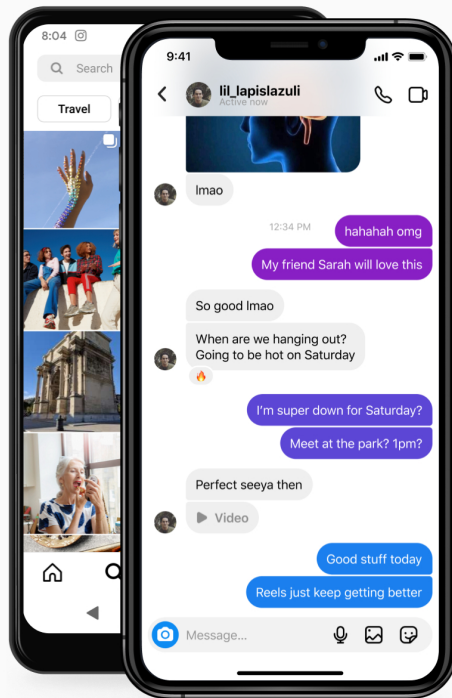 8:04
Search
Travel
9:41
lil_lapislazuli
Active now
lmao
12:34 PM
hahahah omg
My friend Sarah will love this
So good lmao
When are we hanging out?
Going to be hot on Saturday
I'm super down for Saturday?
Meet at the park? 1pm?
Perfect seeya then
Video
Good stuff today
Reels just keep getting better
Message...